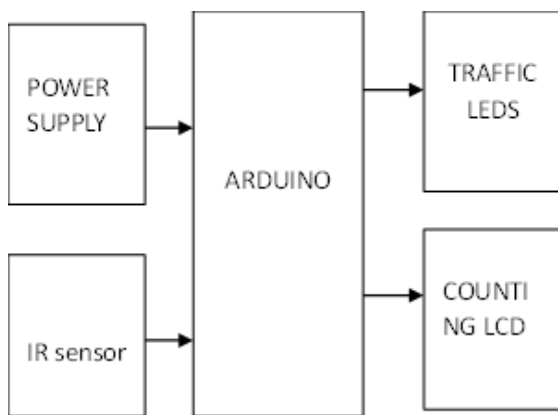 POWER
SUPPLY
IR sensor
ARDUINO
TRAFFIC
LEDS
COUNTI
NG LCD